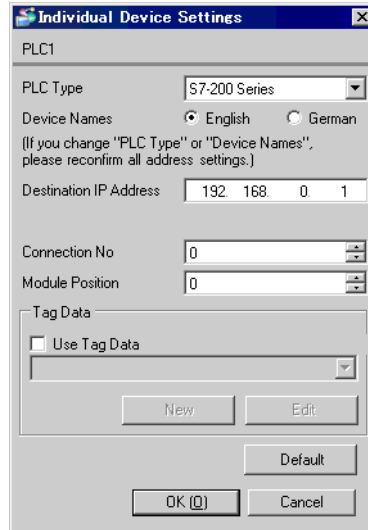 Individual Device Settings
PLC1
PLC Type S7-200 Series
Device Names English German
(If you change "PLC Type" or "Device Names",
please reconfirm all address settings.)
Destination IP Address 192. 168. 0. 1
Connection No 0
Module Position 0
Tag Data
Use Tag Data
New Edit
Default
OK (O) Cancel